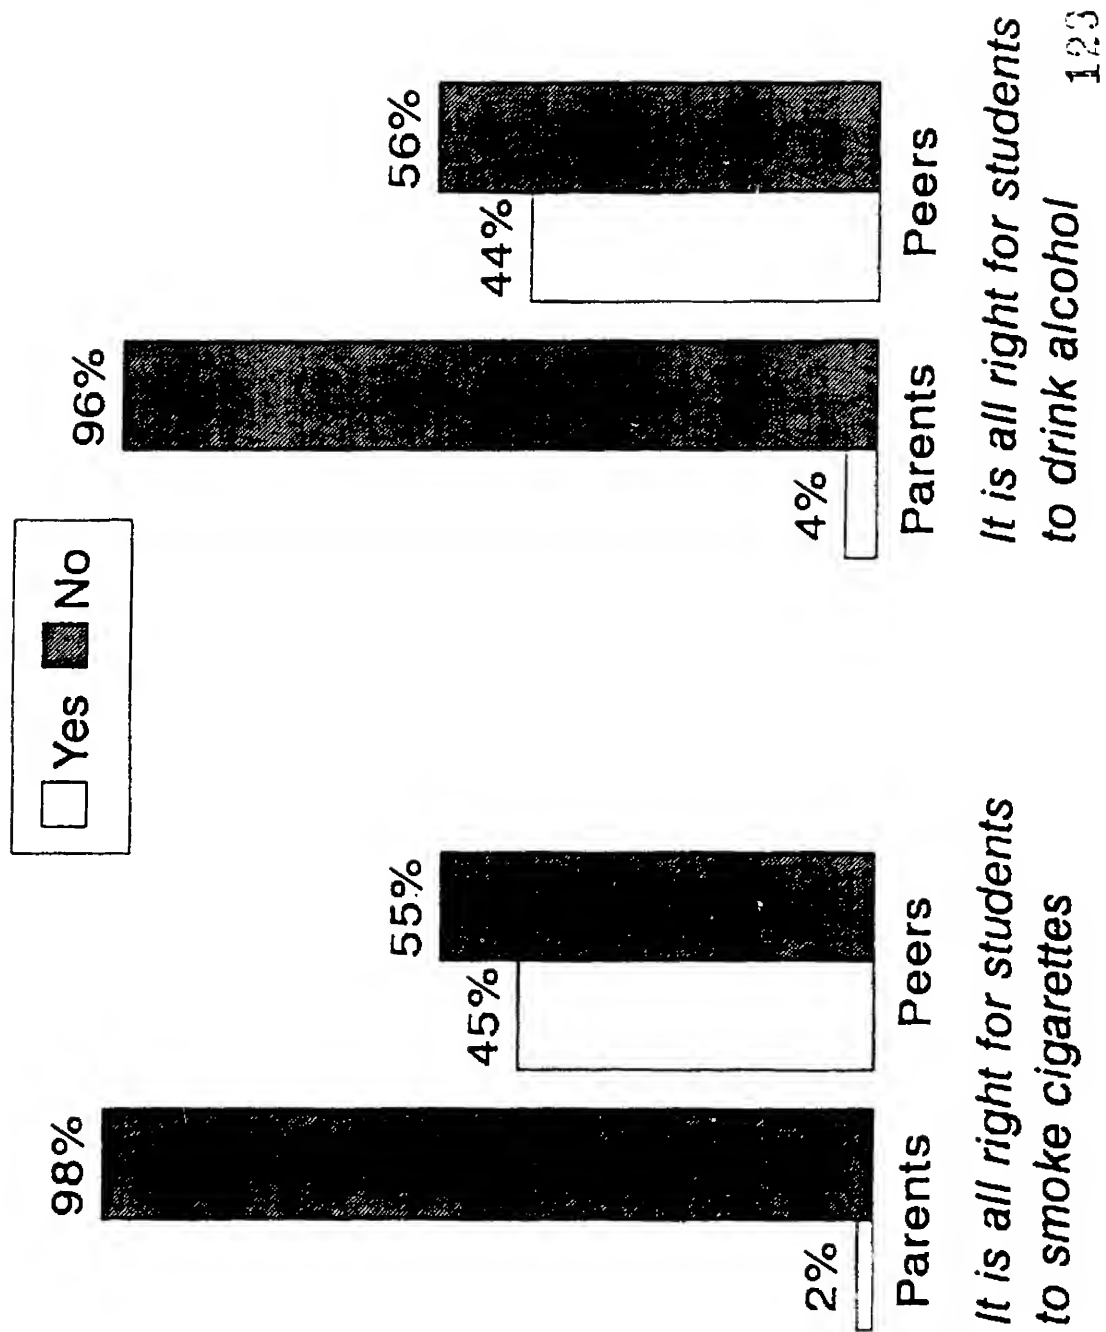 Yes No
98%
2%
45%
55%
Parents
Peers
It is all right for students
to smoke cigarettes
96%
4%
44%
56%
Parents
Peers
It is all right for students
to drink alcohol
123